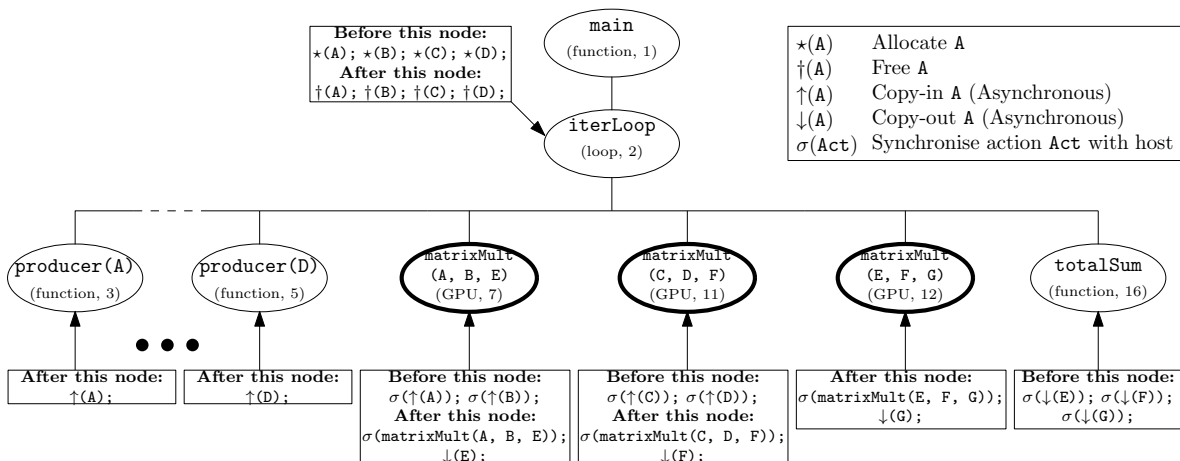 Before this node:
⋆(A); ⋆(B); ⋆(C); ⋆(D);
After this node:
†(A); †(B); †(C); †(D);
main
(function, 1)
iterLoop
(loop, 2)
⋆(A) Allocate A
†(A) Free A
↑(A) Copy-in A (Asynchronous)
↓(A) Copy-out A (Asynchronous)
σ(Act) Synchronise action Act with host
producer(A)
(function, 3)
producer(D)
(function, 5)
matrixMult
(A, B, E)
(GPU, 7)
matrixMult
(C, D, F)
(GPU, 11)
matrixMult
(E, F, G)
(GPU, 12)
totalSum
(function, 16)
After this node:
↑(A);
After this node:
↑(D);
Before this node:
σ(↑(A)); σ(↑(B));
After this node:
σ(matrixMult(A, B, E));
↓(E);
Before this node:
σ(↑(C)); σ(↑(D));
After this node:
σ(matrixMult(C, D, F));
↓(F);
After this node:
σ(matrixMult(E, F, G));
↓(G);
Before this node:
σ(↓(E)); σ(↓(F));
σ(↓(G));